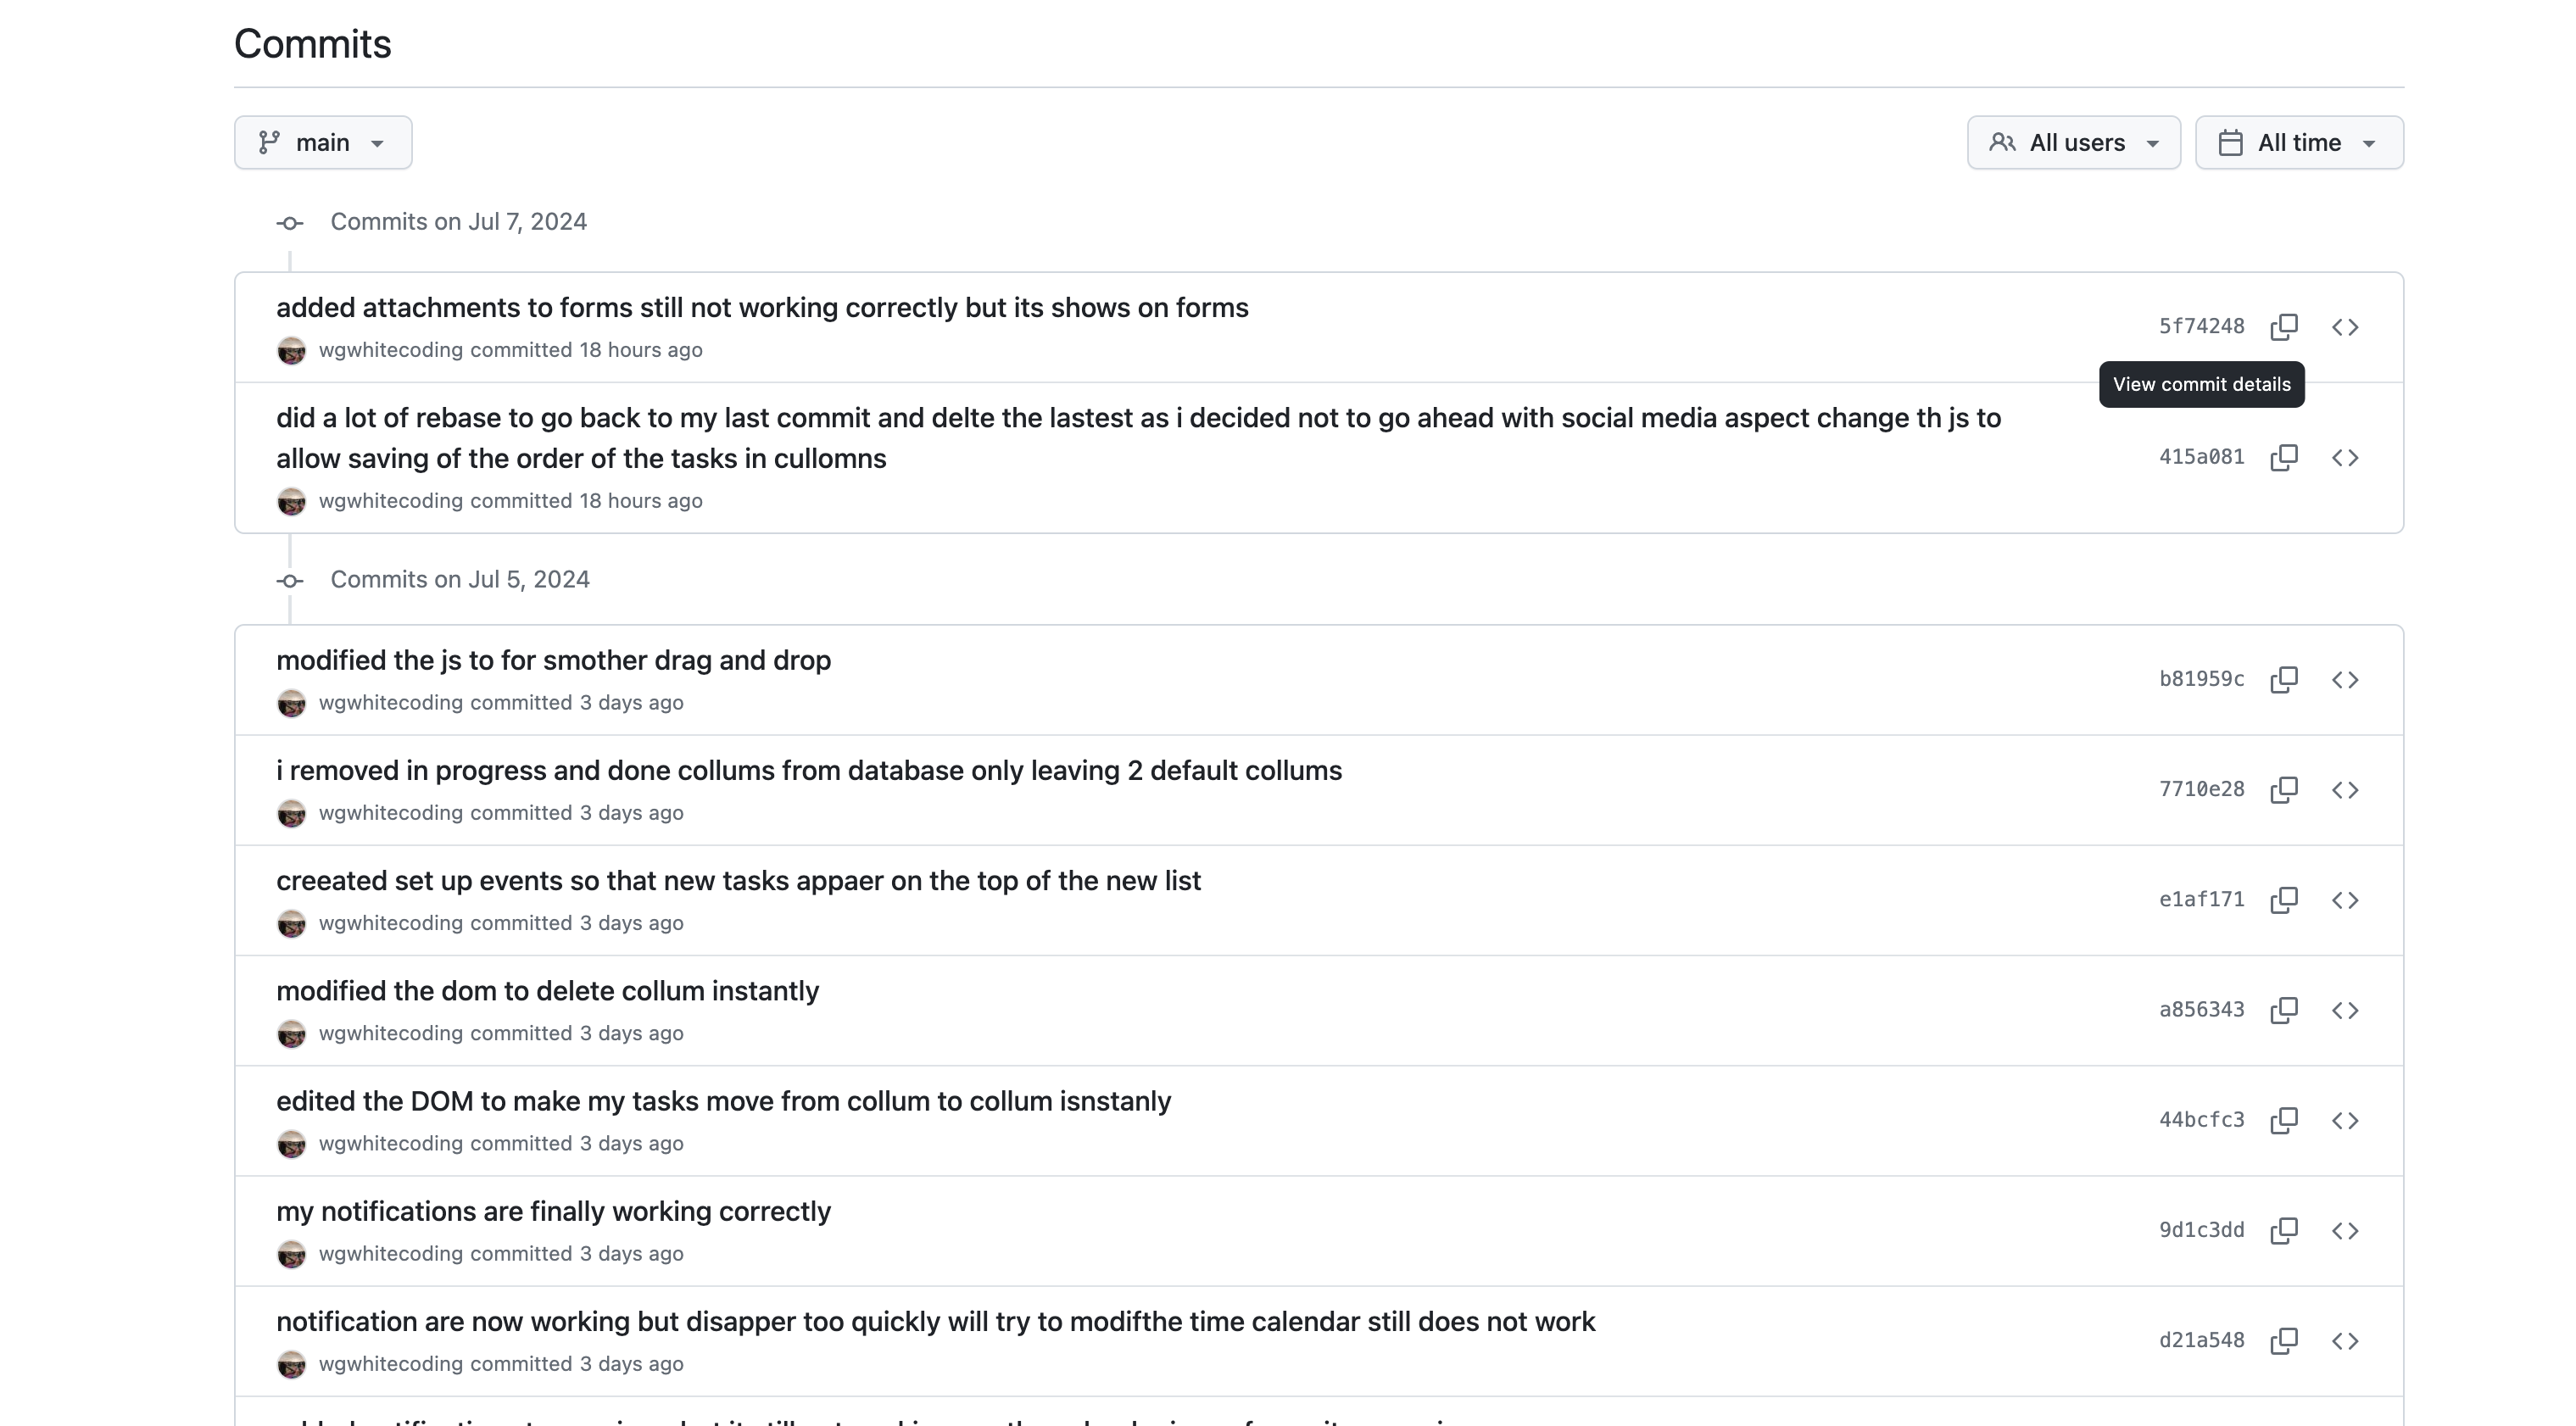 Commits
main
All users
All time
Commits on Jul 7, 2024
added attachments to forms still not working correctly but its shows on forms
5f74248
wgwhitecoding committed 18 hours ago
View commit details
did a lot of rebase to go back to my last commit and delte the lastest as i decided not to go ahead with social media aspect change th js to
allow saving of the order of the tasks in cullomns
415a081
wgwhitecoding committed 18 hours ago
Commits on Jul 5, 2024
modified the js to for smother drag and drop
b81959c
wgwhitecoding committed 3 days ago
i removed in progress and done collums from database only leaving 2 default collums
7710e28
wgwhitecoding committed 3 days ago
creeated set up events so that new tasks appaer on the top of the new list
e1af171
wgwhitecoding committed 3 days ago
modified the dom to delete collum instantly
a856343
wgwhitecoding committed 3 days ago
edited the DOM to make my tasks move from collum to collum isnstanly
44bcfc3
wgwhitecoding committed 3 days ago
my notifications are finally working correctly
9d1c3dd
wgwhitecoding committed 3 days ago
notification are now working but disapper too quickly will try to modifthe time calendar still does not work
d21a548
wgwhitecoding committed 3 days ago